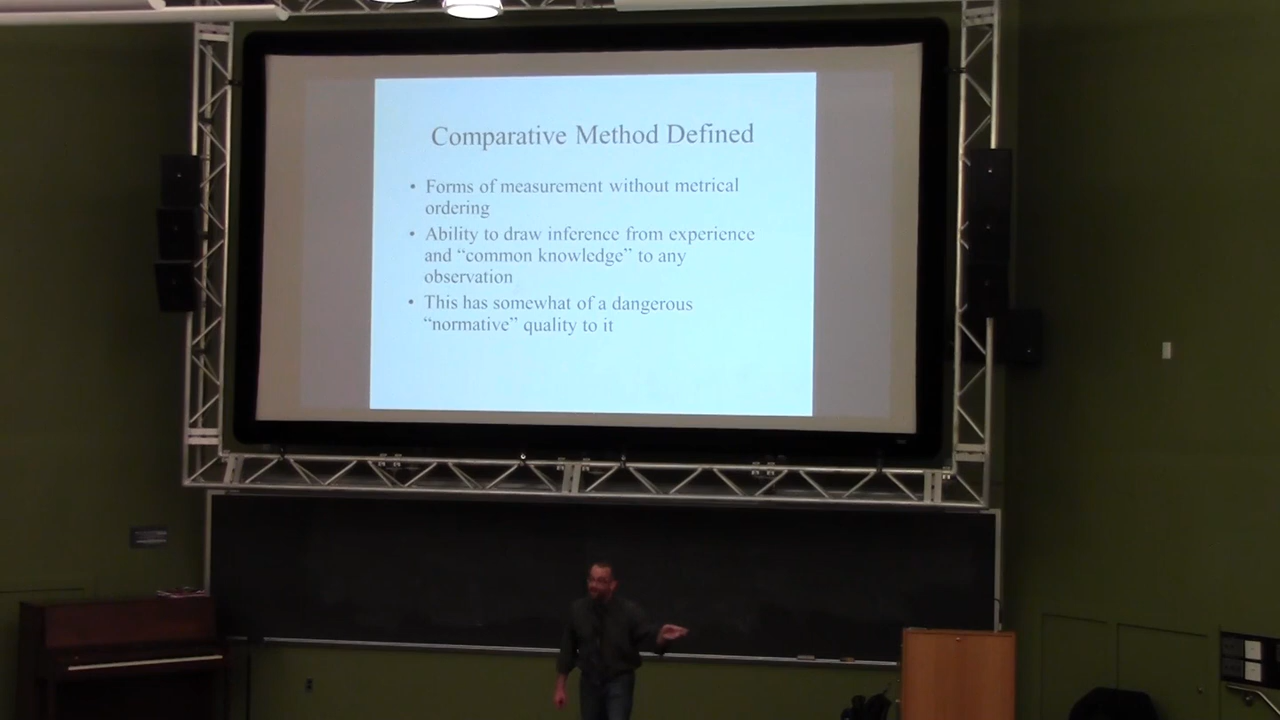 Comparative Method Defined
• Forms of measurement without metrical
ordering
• Ability to draw inference from experience
and “common knowledge” to any
observation
• This has somewhat of a dangerous
“normative” quality to it